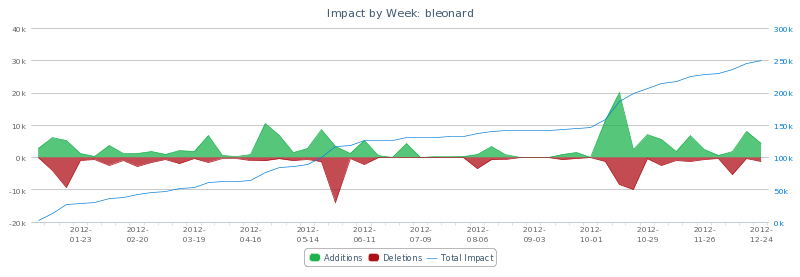 Impact by Week: bleonard
40k 300k
30k 250k
20k 200k
10k 150k
0k 100k
-10k 50k
-20k 0k
2012- 2012- 2012- 2012- 2012- 2012- 2012- 2012- 2012- 2012- 2012- 2012- 2012-
01-23 02-20 03-19 04-16 05-14 06-11 07-09 08-06 09-03 10-01 10-29 11-26 12-24
Additions Deletions Total Impact